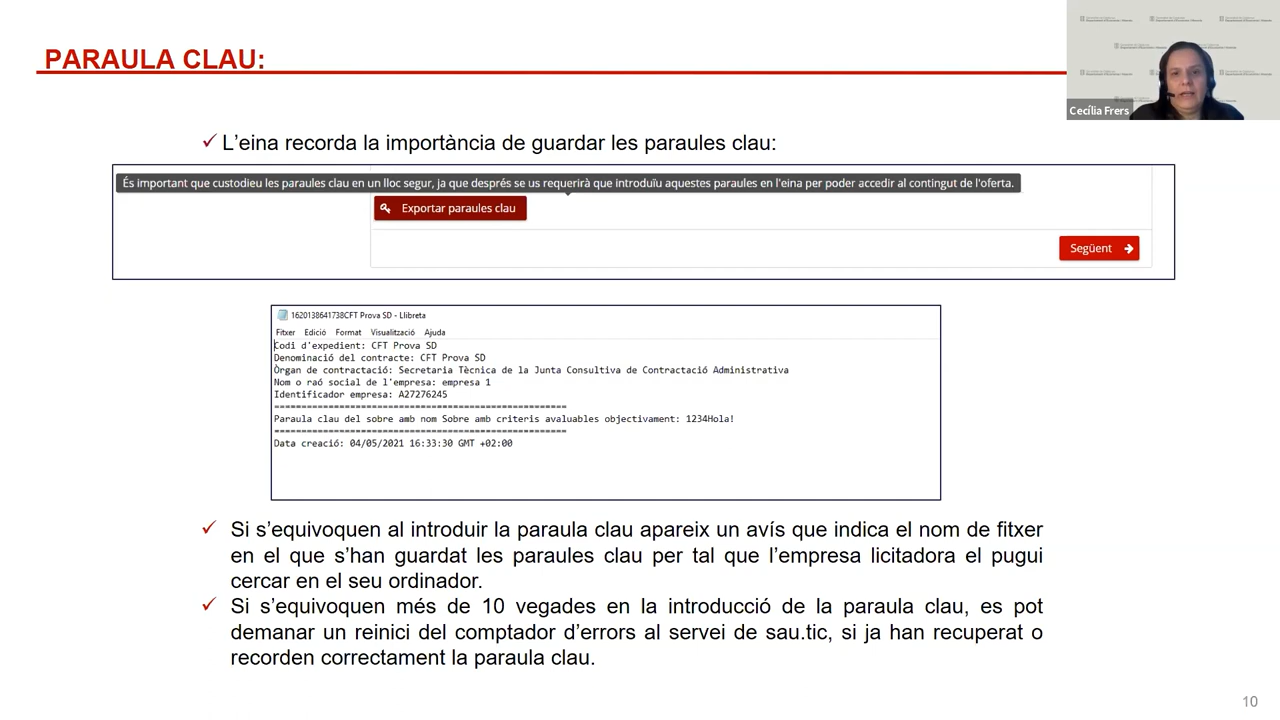 PARAULA CLAU:
Cecília Frers
✓ L’eina recorda la importància de guardar les paraules clau:
És important que custodieu les paraules clau en un lloc segur, ja que després se us requerirà que introduïu aquestes paraules en l'eina per poder accedir al contingut de l'oferta.
Exportar paraules clau
Següent
1620138641738CFT Prova SD - Llibreta
Fitxer Edició Format Visualització Ajuda
Codi d'expedient: CFT Prova SD
Denominació del contracte: CFT Prova SD
Òrgan de contractació: Secretaria Tècnica de la Junta Consultiva de Contractació Administrativa
Nom o raó social de l'empresa: empresa 1
Identificador empresa: A27276245
======================================================
Paraula clau del sobre amb nom Sobre amb criteris avaluables objectivament: 1234Hola!
======================================================
Data creació: 04/05/2021 16:33:30 GMT +02:00
✓ Si s’equivoquen al introduir la paraula clau apareix un avís que indica el nom de fitxer
en el que s’han guardat les paraules clau per tal que l’empresa licitadora el pugui
cercar en el seu ordinador.
✓ Si s’equivoquen més de 10 vegades en la introducció de la paraula clau, es pot
demanar un reinici del comptador d’errors al servei de sau.tic, si ja han recuperat o
recorden correctament la paraula clau.
10